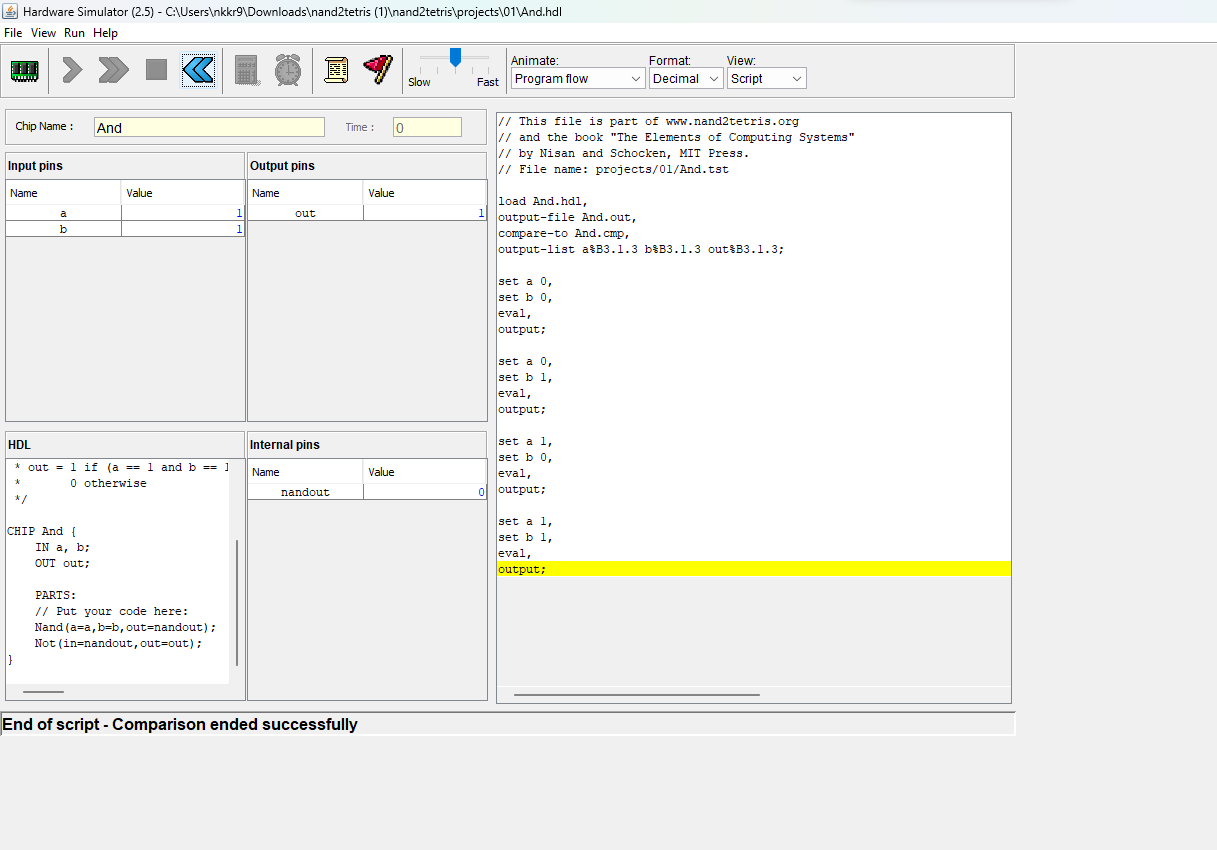 Hardware Simulator (2.5) - C:\Users\nkkr9\Downloads\nand2tetris (1)\nand2tetris\projects\01\And.hdl
File View Run Help
Slow
Fast
Animate:
Program flow
Format:
Decimal
View:
Script
Chip Name :
And
Time :
0
Input pins
Name Value
a 1
b 1
Output pins
Name Value
out 1
HDL
* out = 1 if (a == 1 and b == 1
* 0 otherwise
*/
CHIP And {
IN a, b;
OUT out;
PARTS:
// Put your code here:
Nand(a=a,b=b,out=nandout);
Not(in=nandout,out=out);
}
Internal pins
Name Value
nandout 0
// This file is part of www.nand2tetris.org
// and the book "The Elements of Computing Systems"
// by Nisan and Schocken, MIT Press.
// File name: projects/01/And.tst
load And.hdl,
output-file And.out,
compare-to And.cmp,
output-list a%B3.1.3 b%B3.1.3 out%B3.1.3;
set a 0,
set b 0,
eval,
output;
set a 0,
set b 1,
eval,
output;
set a 1,
set b 0,
eval,
output;
set a 1,
set b 1,
eval,
output;
End of script - Comparison ended successfully